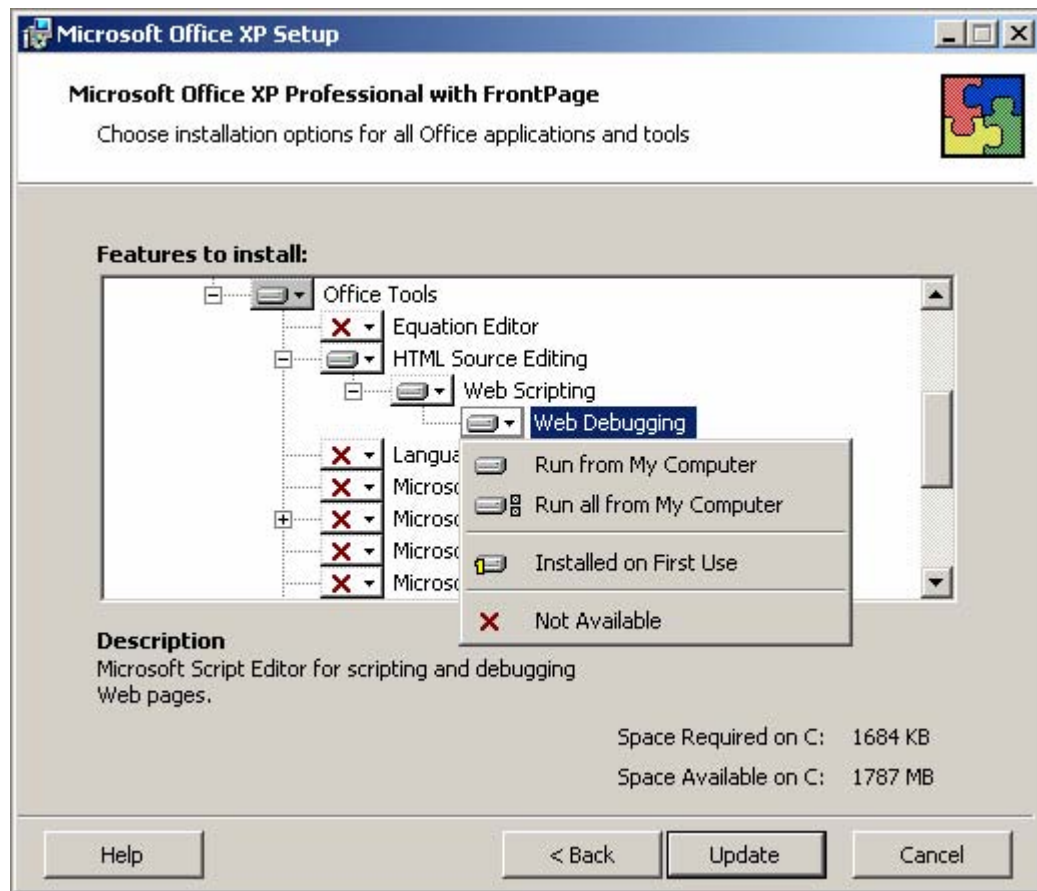 Microsoft Office XP Setup
Microsoft Office XP Professional with FrontPage
Choose installation options for all Office applications and tools
Features to install:
Office Tools
Equation Editor
HTML Source Editing
Web Scripting
Web Debugging
Langua
Microso
Microso
Microso
Microso
Run from My Computer
Run all from My Computer
Installed on First Use
Not Available
Description
Microsoft Script Editor for scripting and debugging
Web pages.
Space Required on C: 1684 KB
Space Available on C: 1787 MB
Help < Back Update Cancel